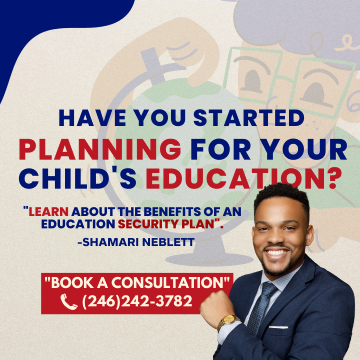 HAVE YOU STARTED
PLANNING FOR YOUR
CHILD'S EDUCATION?
"LEARN ABOUT THE BENEFITS OF AN
EDUCATION SECURITY PLAN".
-SHAMARI NEBLETT
"BOOK A CONSULTATION"
(246)242-3782